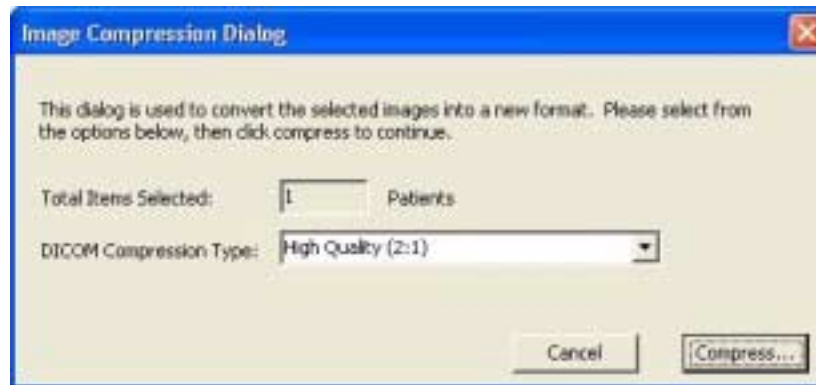 Image Compression Dialog
This dialog is used to convert the selected images into a new format. Please select from
the options below, then click compress to continue.
Total Items Selected: 1 Patients
DICOM Compression Type: High Quality (2:1)
Cancel Compress...